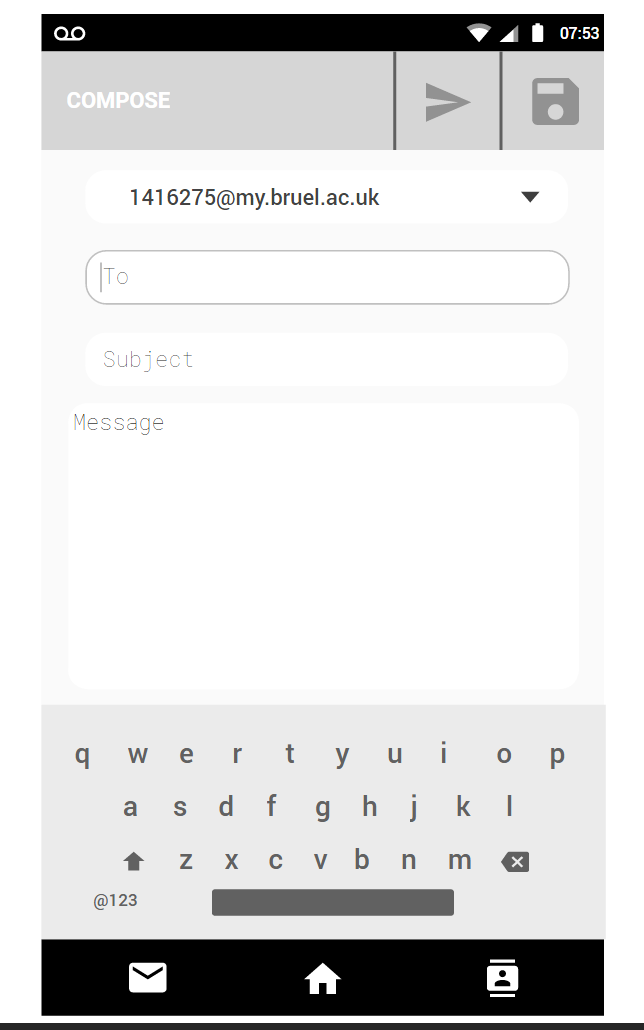 07:53
COMPOSE
1416275@my.bruel.ac.uk
To
Subject
Message
q w e r t y u i o p
a s d f g h j k l
z x c v b n m
@123